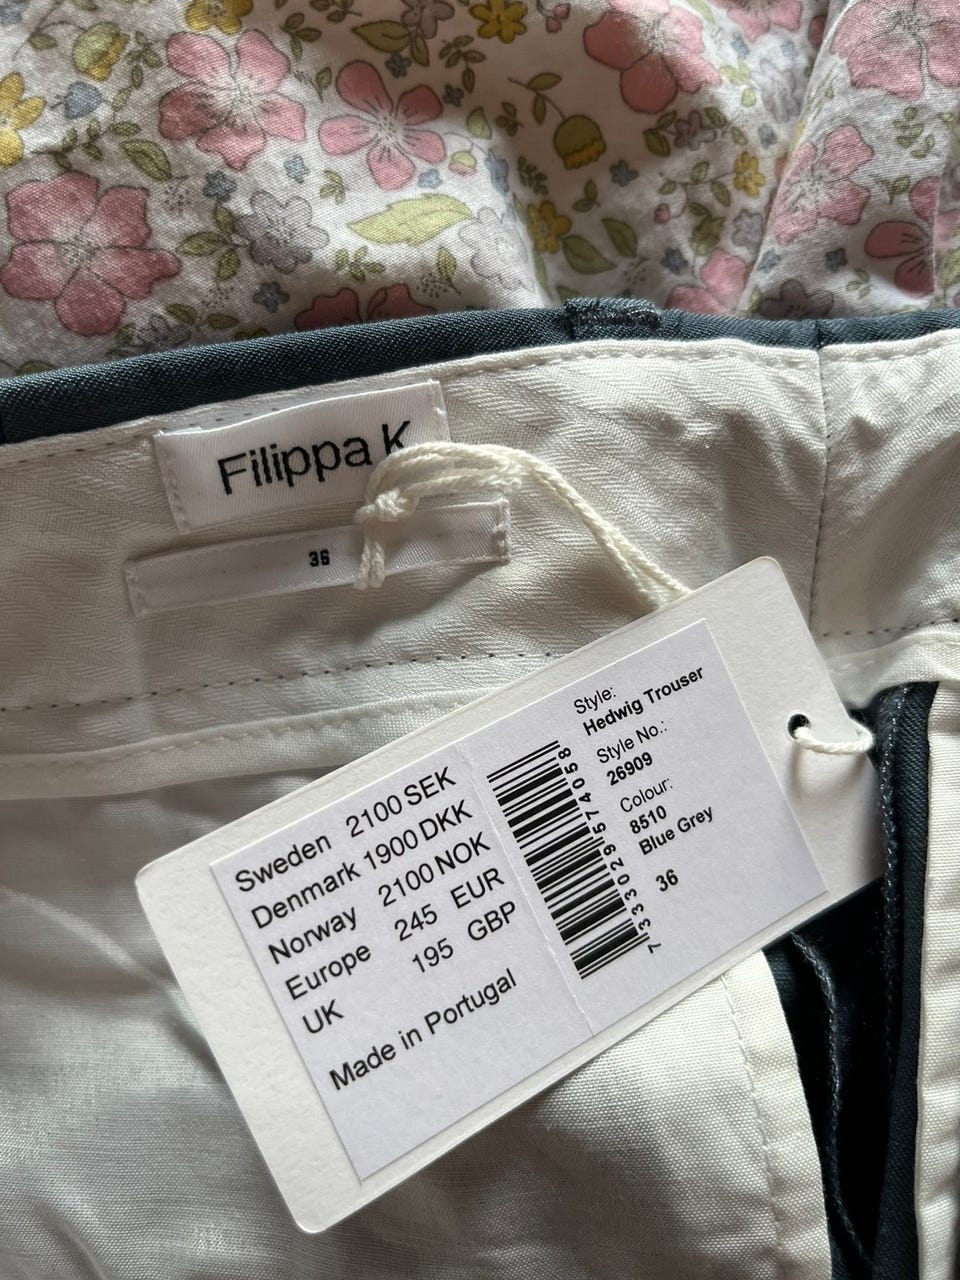 Filippa K
36
Sweden 2100 SEK
Denmark 1900 DKK
Norway 2100 NOK
Europe 245 EUR
UK 195 GBP
Made in Portugal
7333029574058
Style:
Hedwig Trouser
Style No.:
26909
Colour:
8510
Blue Grey
36